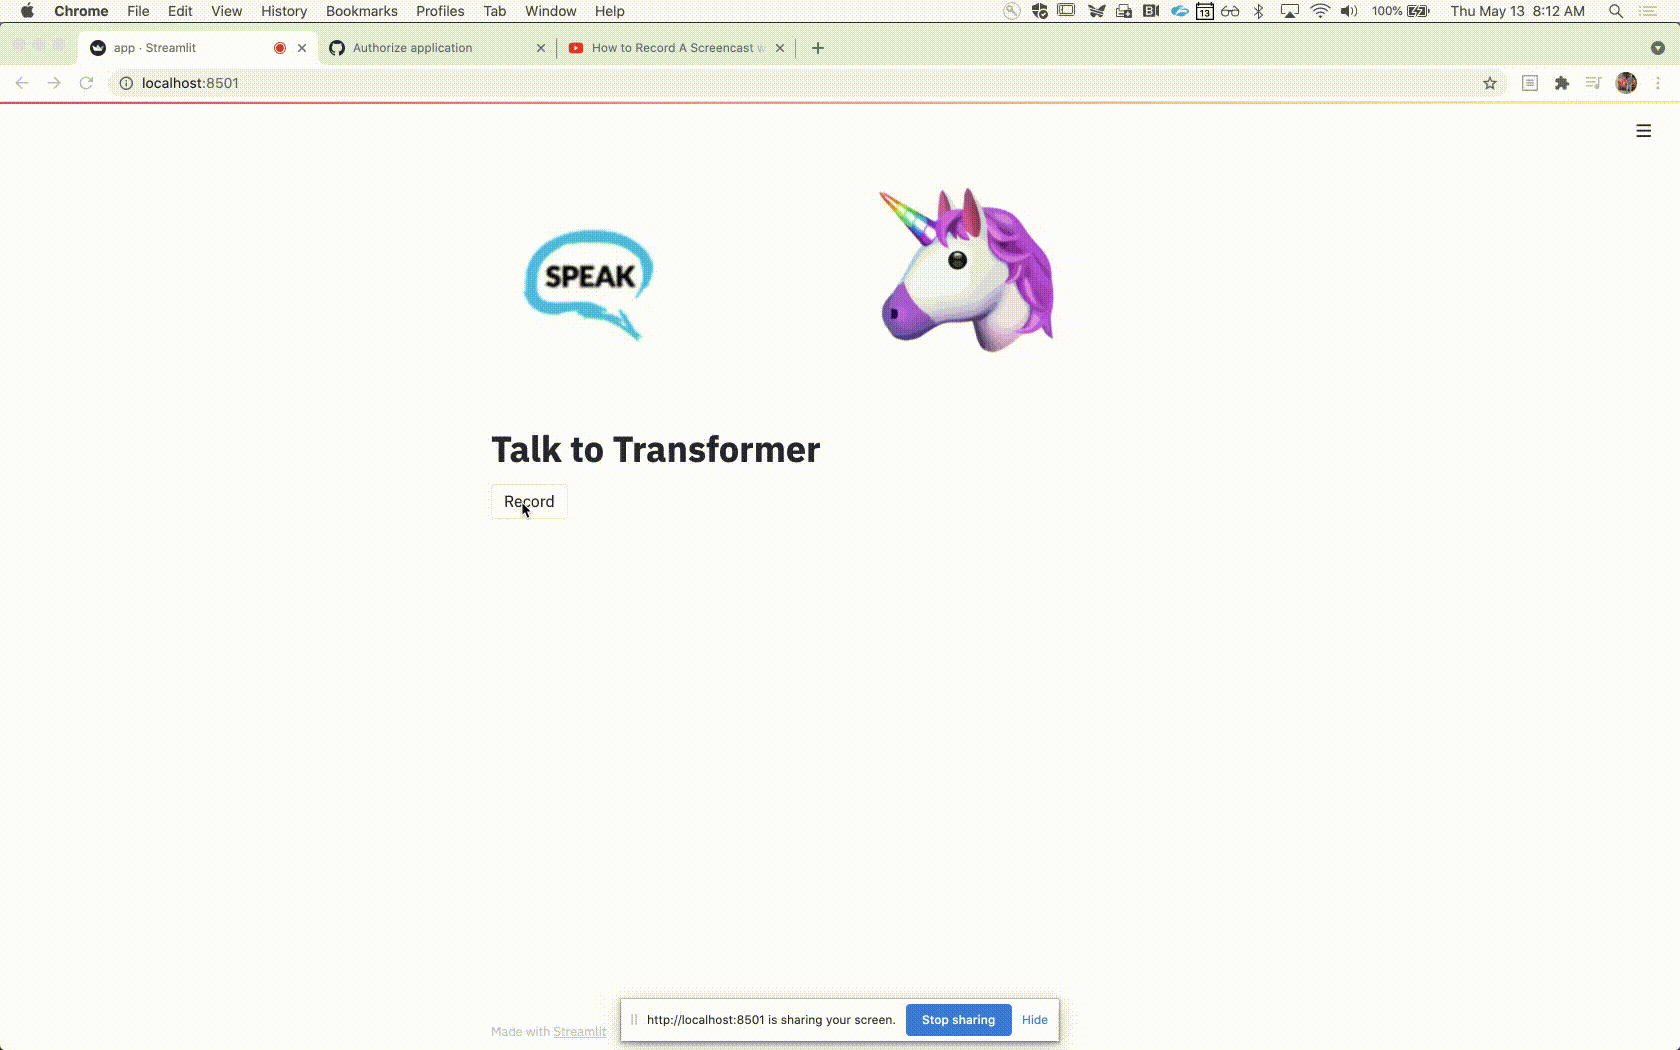 Chrome File Edit View History Bookmarks Profiles Tab Window Help 13 100% Thu May 13 8:12 AM
app · Streamlit Authorize application How to Record A Screencast w
localhost:8501
SPEAK
Talk to Transformer
Record
http://localhost:8501 is sharing your screen. Stop sharing Hide
Made with Streamlit